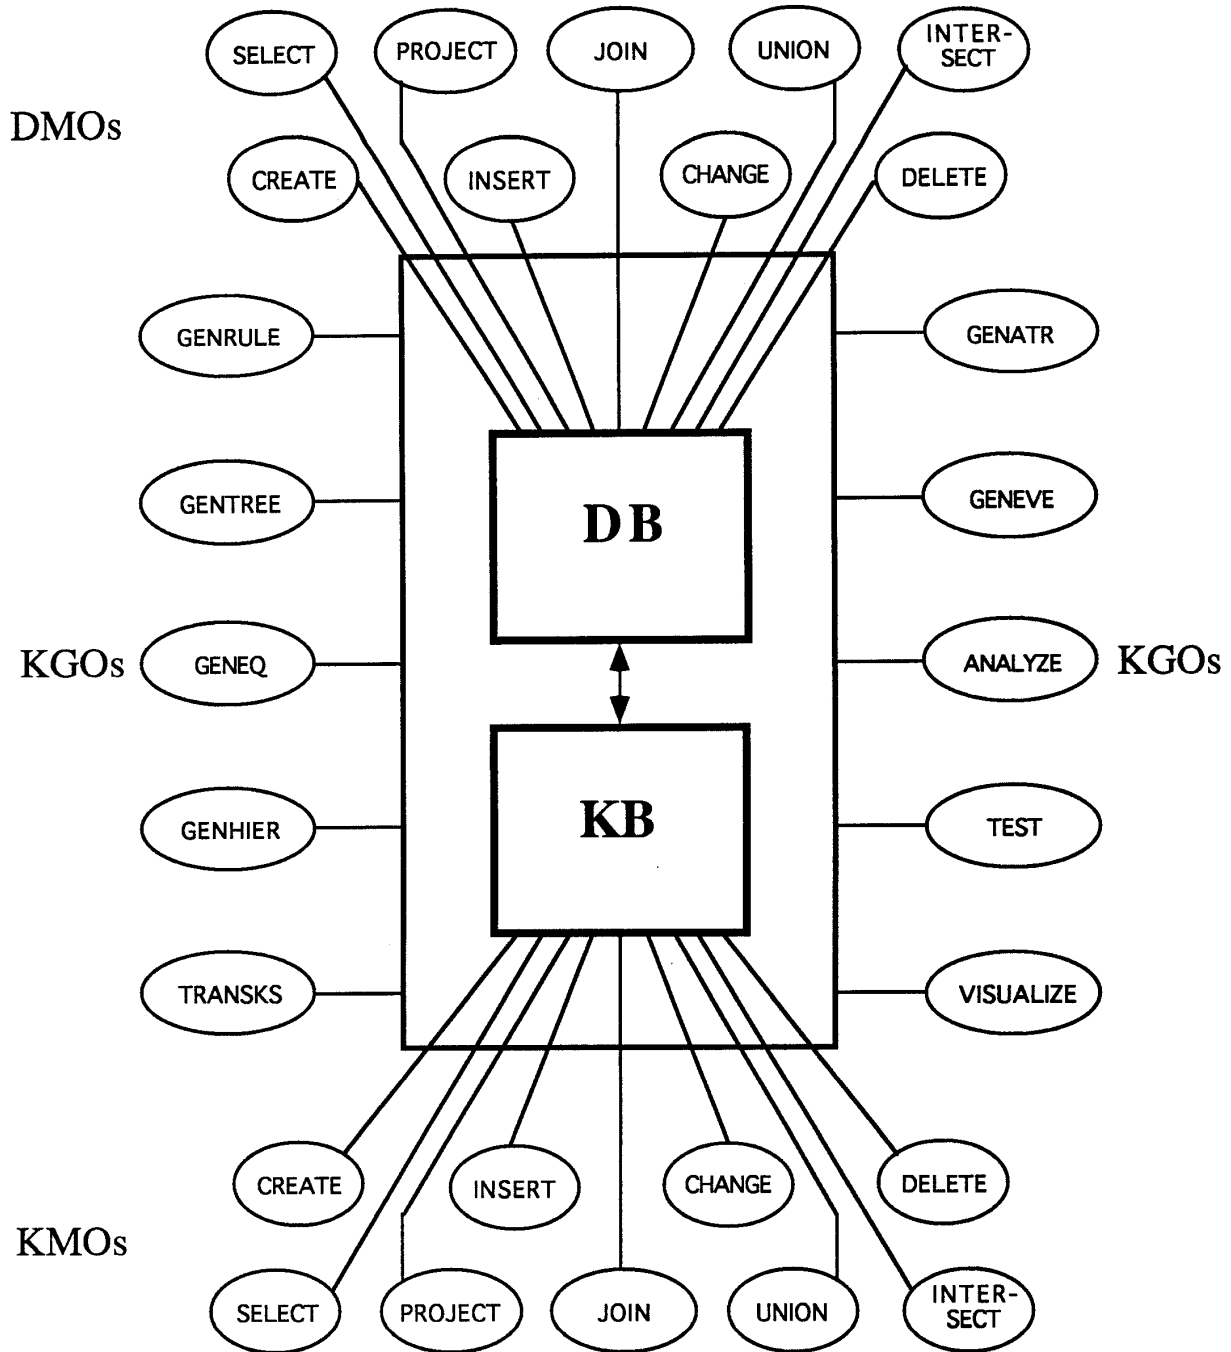 SELECT
PROJECT
JOIN
UNION
INTER-
SECT
DMOs
CREATE
INSERT
CHANGE
DELETE
GENRULE
GENATR
GENTREE
DB
GENEVE
KGOs
GENEQ
ANALYZE
KGOs
GENHIER
KB
TEST
TRANSKS
VISUALIZE
CREATE
INSERT
CHANGE
DELETE
KMOs
SELECT
PROJECT
JOIN
UNION
INTER-
SECT